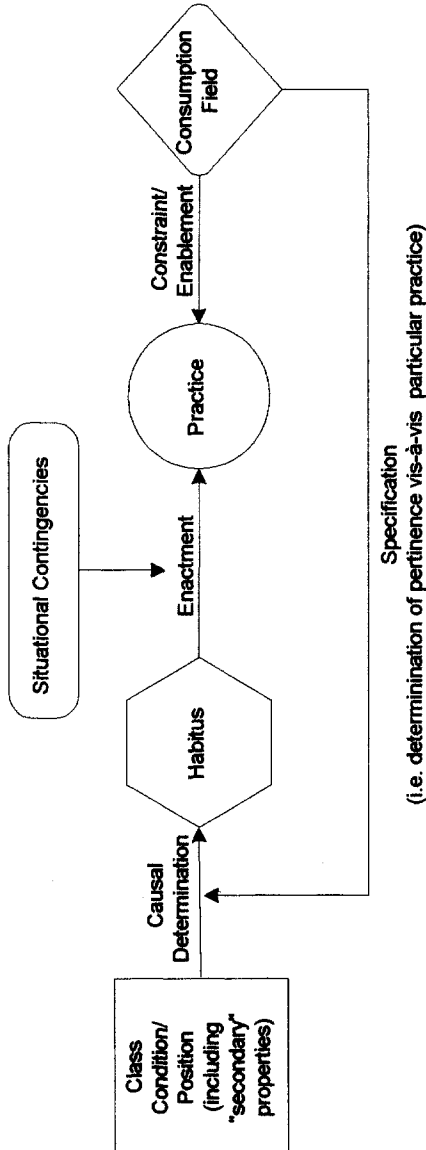 Situational Contingencies
Class
Condition/
Position
(including
"secondary"
properties)
Causal
Determination
Habitus
Enactment
Practice
Constraint/
Enablement
Consumption
Field
Specification
(i.e. determinination of pertinence vis-à-vis particular practice)